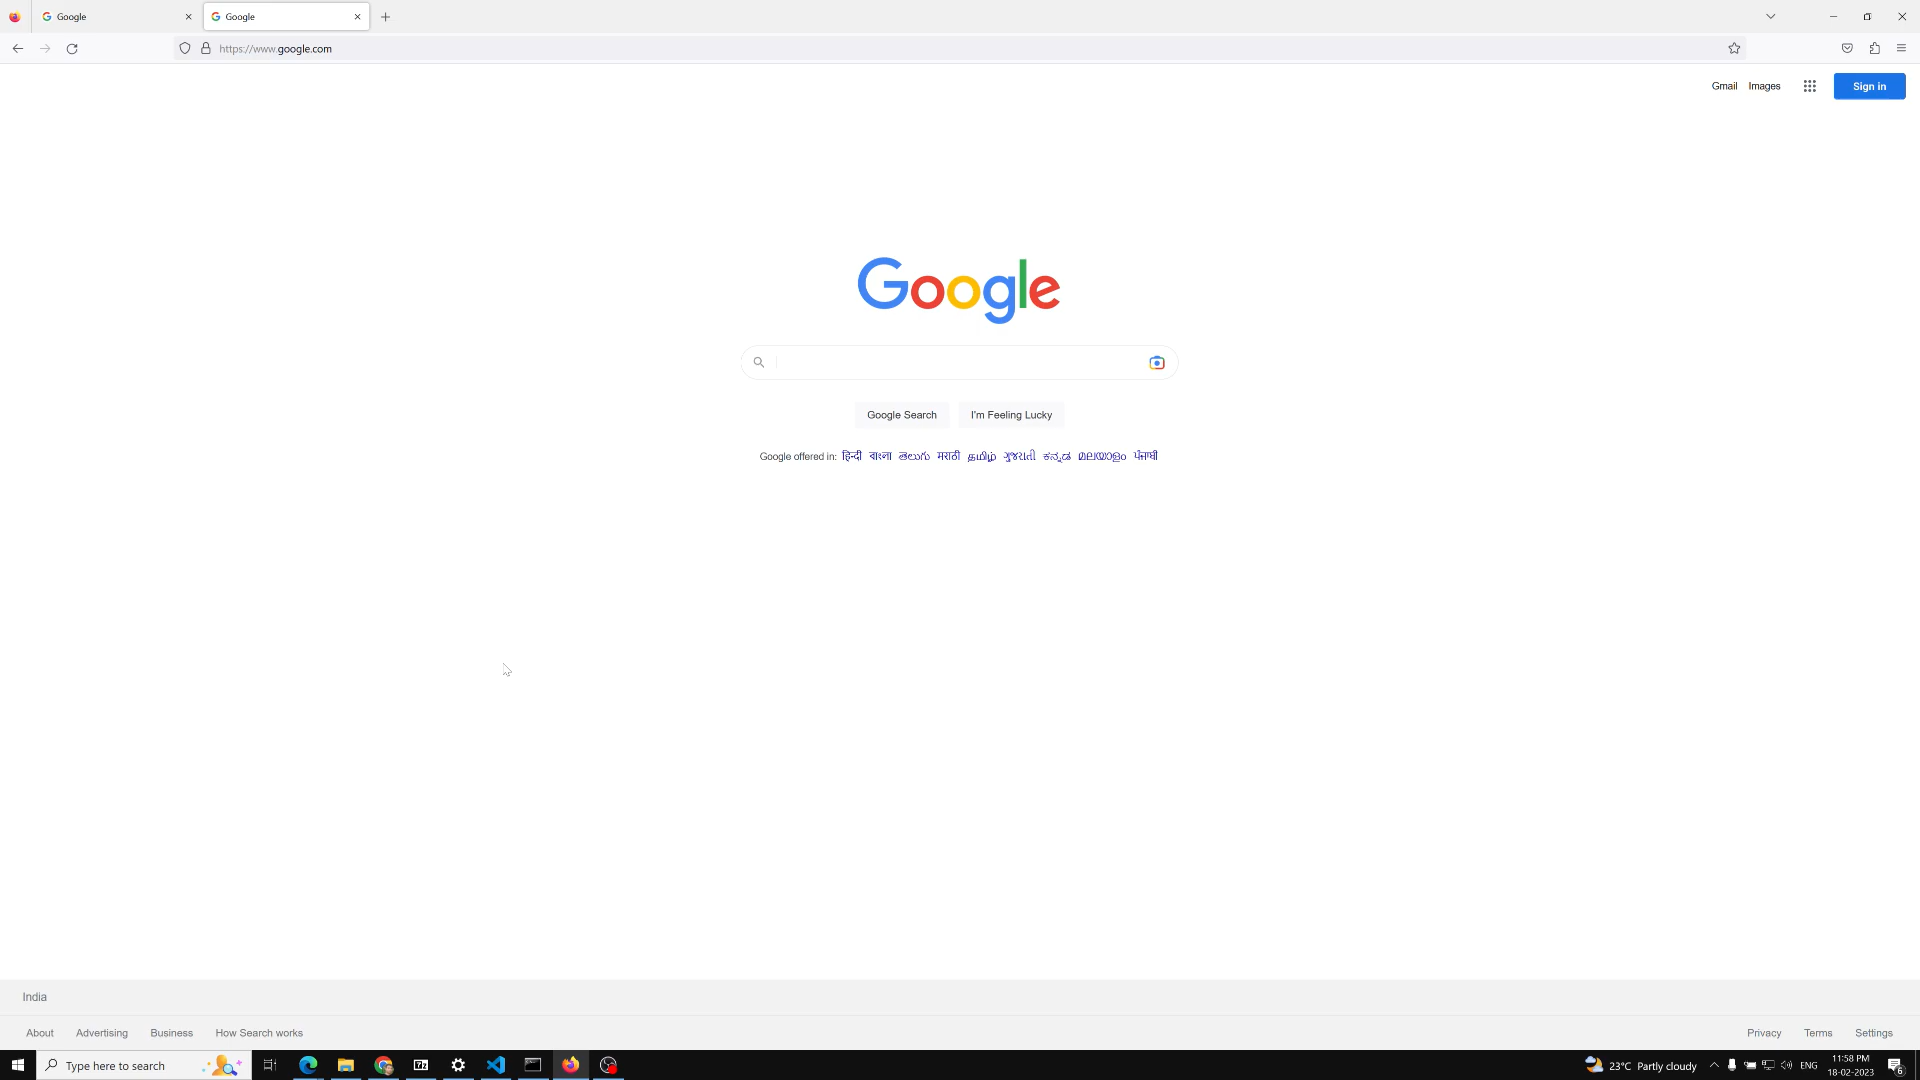 Google
Google
https://www.google.com
Gmail Images Sign in
Google
Google Search I'm Feeling Lucky
Google offered in: हिन्दी বাংলা తెలుగు मराठी தமிழ் ગુજરાતી ಕನ್ನಡ മലയാളം ਪੰਜਾਬੀ
India
About Advertising Business How Search works Privacy Terms Settings
Type here to search 7z 23°C Partly cloudy ENG 11:58 PM
18-02-2023 6